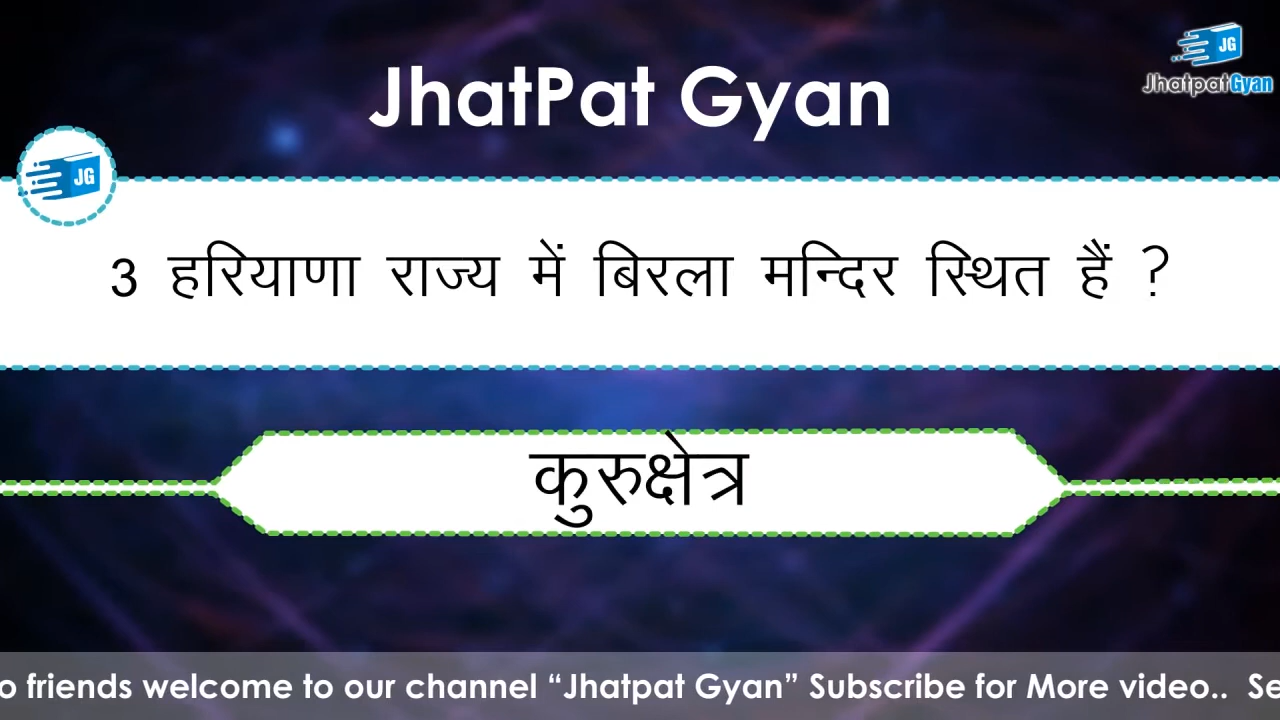 JhatPat Gyan
JG
JhatpatGyan
JG
3 हरियाणा राज्य में बिरला मन्दिर स्थित हैं ?
कुरुक्षेत्र
o friends welcome to our channel “Jhatpat Gyan” Subscribe for More video.. Se